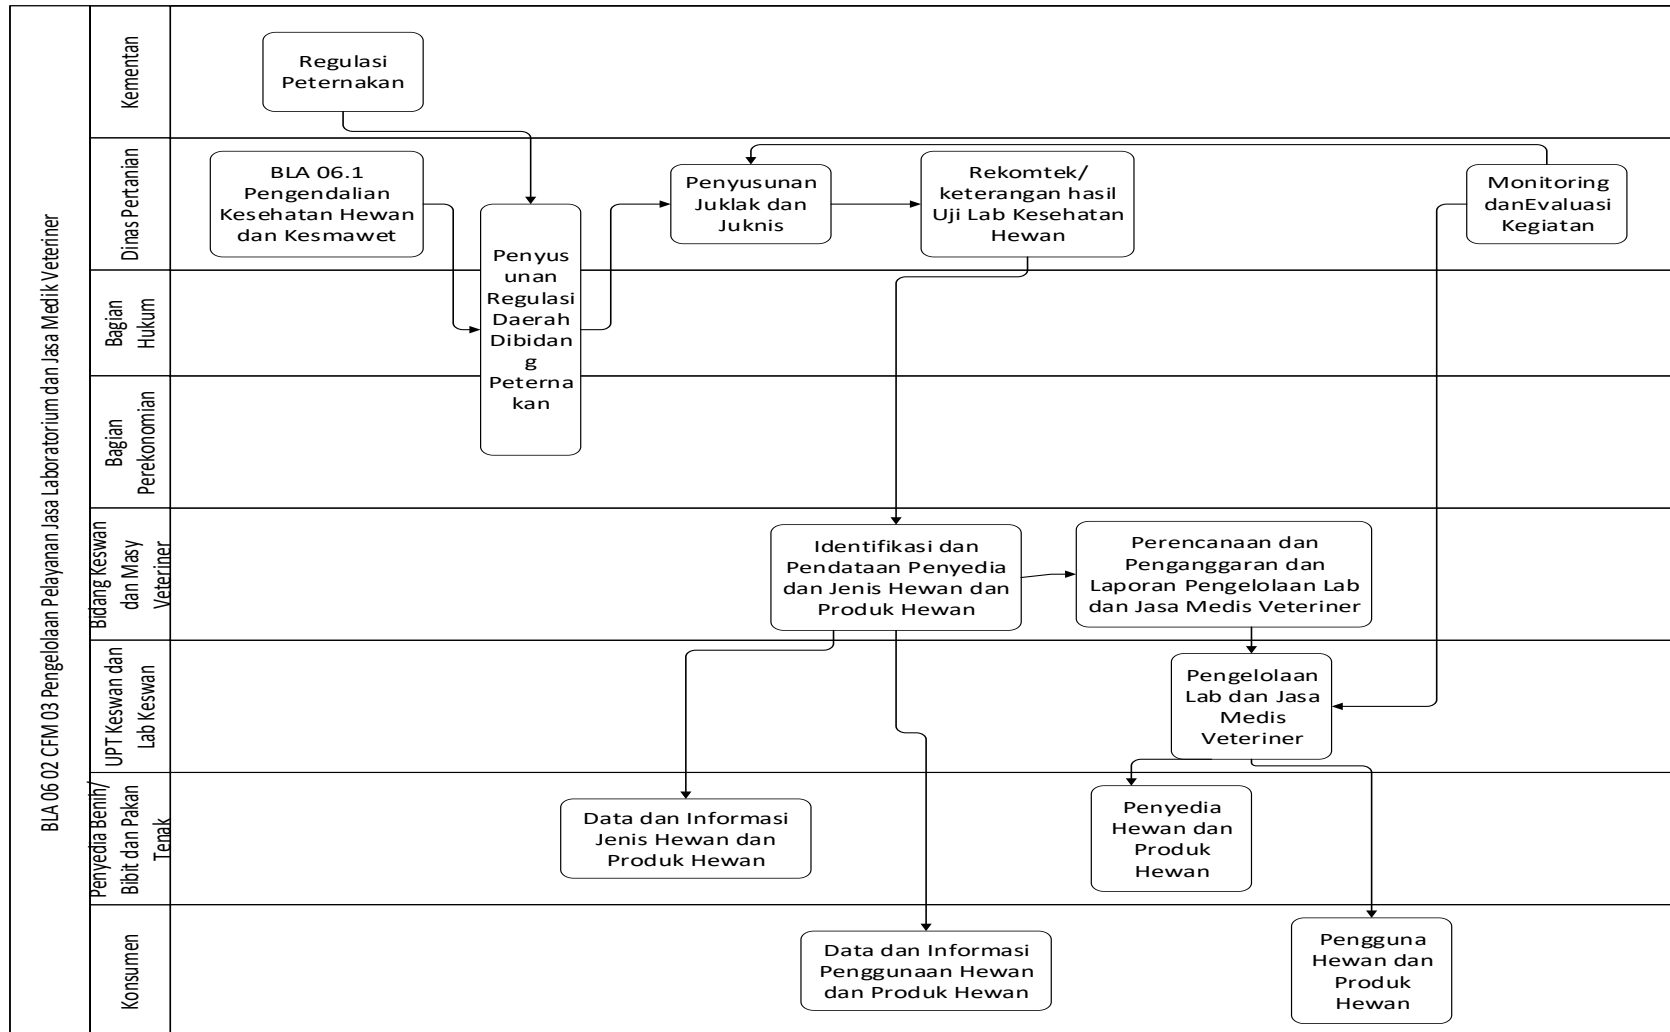 BLA 06 02 CFM 03 Pengelolaan Pelayanan Jasa Laboratorium dan Jasa Medik Veteriner
Kementan
Regulasi
Peternakan
Dinas Pertanian
BLA 06.1
Pengendalian
Kesehatan Hewan
dan Kesmawet
Penyusunan
Juklak dan
Juknis
Rekomtek/
keterangan hasil
Uji Lab Kesehatan
Hewan
Monitoring
danEvaluasi
Kegiatan
Penyus
unan
Regulasi
Daerah
Dibidan
g
Peterna
kan
Bagian
Hukum
Bagian
Perekonomian
Bidang Keswan
dan Masy
Veteriner
Identifikasi dan
Pendataan Penyedia
dan Jenis Hewan dan
Produk Hewan
Perencanaan dan
Penganggaran dan
Laporan Pengelolaan Lab
dan Jasa Medis Veteriner
UPT Keswan dan
Lab Keswan
Pengelolaan
Lab dan Jasa
Medis
Veteriner
Penyedia Benih/
Bibit dan Pakan
Tenak
Data dan Informasi
Jenis Hewan dan
Produk Hewan
Penyedia
Hewan dan
Produk
Hewan
Konsumen
Data dan Informasi
Penggunaan Hewan
dan Produk Hewan
Pengguna
Hewan dan
Produk
Hewan